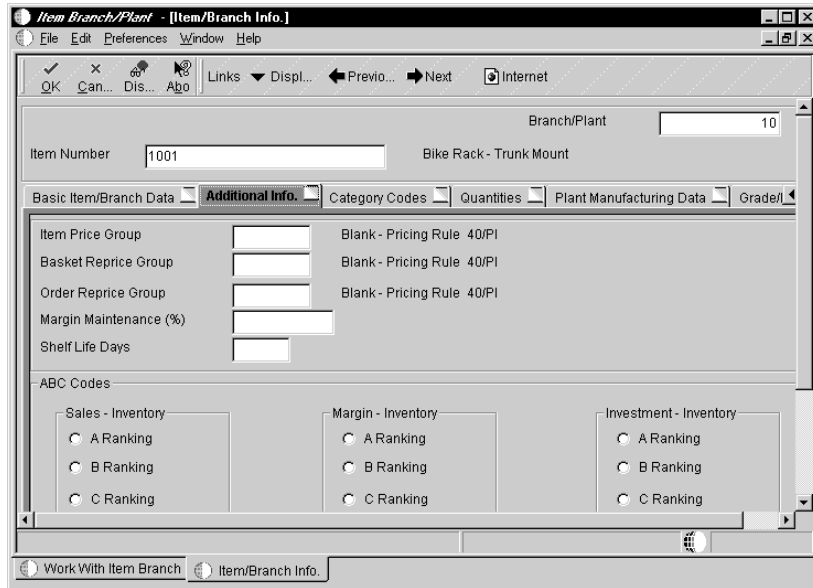 Item Branch/Plant - [Item/Branch Info.]
File Edit Preferences Window Help
OK Can... Dis... Abo Links Displ... Previo... Next Internet
Branch/Plant 10
Item Number 1001 Bike Rack - Trunk Mount
Basic Item/Branch Data Additional Info. Category Codes Quantities Plant Manufacturing Data Grade/
Item Price Group Blank - Pricing Rule 40/PI
Basket Reprice Group Blank - Pricing Rule 40/PI
Order Reprice Group Blank - Pricing Rule 40/PI
Margin Maintenance (%)
Shelf Life Days
ABC Codes
Sales - Inventory Margin - Inventory Investment - Inventory
A Ranking A Ranking A Ranking
B Ranking B Ranking B Ranking
C Ranking C Ranking C Ranking
Work With Item Branch Item/Branch Info.